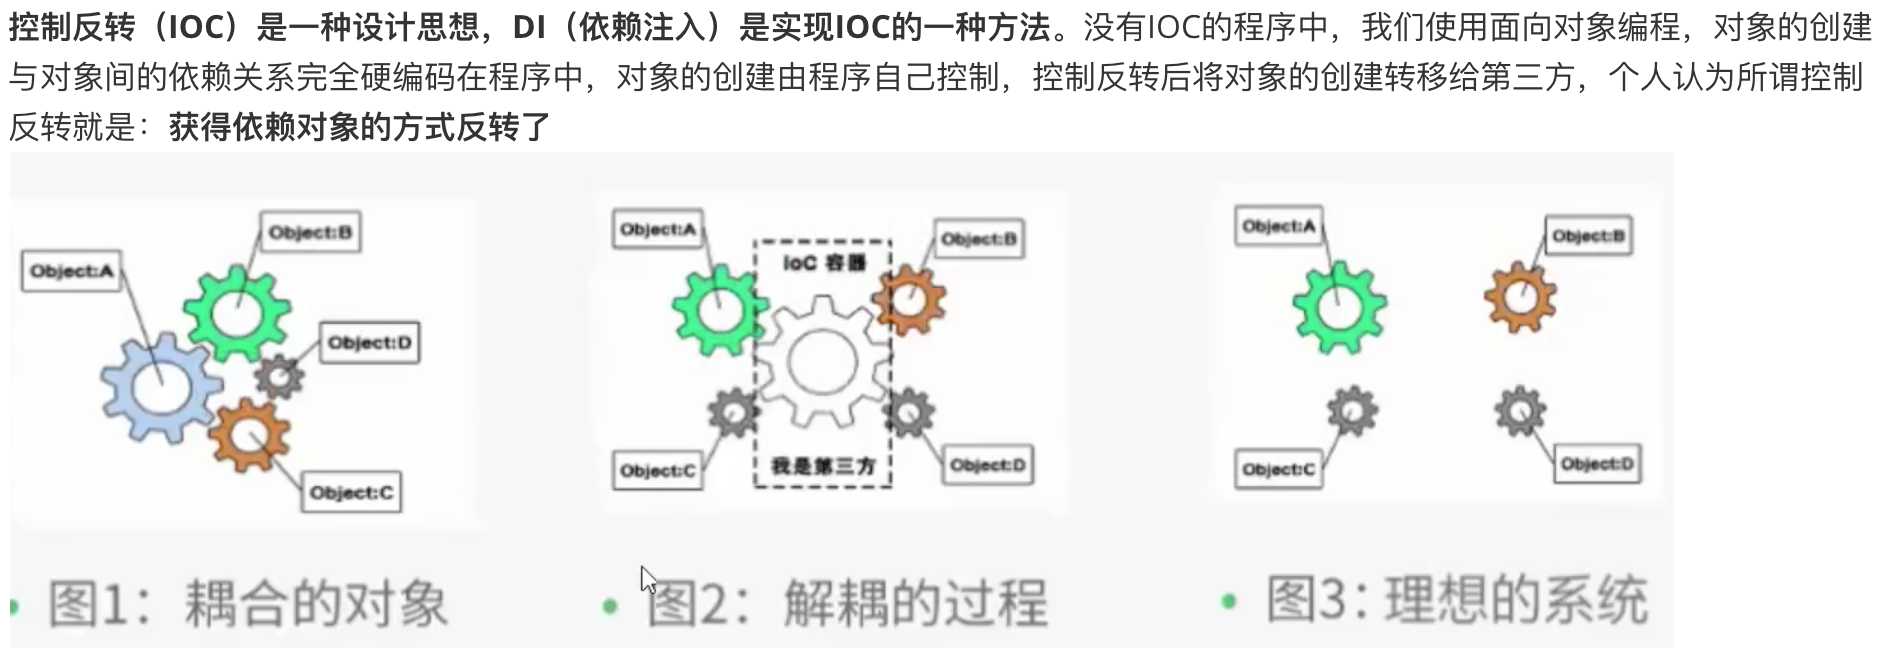 控制反转（IOC）是一种设计思想，DI（依赖注入）是实现IOC的一种方法。没有IOC的程序中，我们使用面向对象编程，对象的创建
与对象间的依赖关系完全硬编码在程序中，对象的创建由程序自己控制，控制反转后将对象的创建转移给第三方，个人认为所谓控制
反转就是：获得依赖对象的方式反转了
Object:B
Object:A
Object:D
Object:C
图1：耦合的对象
Object:A
Object:B
IoC 容器
Object:C
我是第三方
Object:D
图2：解耦的过程
Object:A
Object:B
Object:C
Object:D
图3：理想的系统